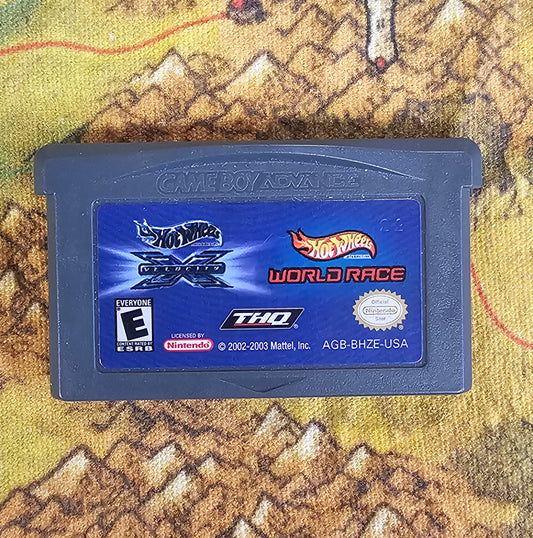 GAME BOY ADVANCE
HOT WHEELS
VELOCITY X
HOT WHEELS
WORLD RACE
EVERYONE
E
CONTENT RATED BY
ESRB
LICENSED BY
Nintendo
THQ
®
© 2002-2003 Mattel, Inc.
Official
Nintendo
Seal
AGB-BHZE-USA